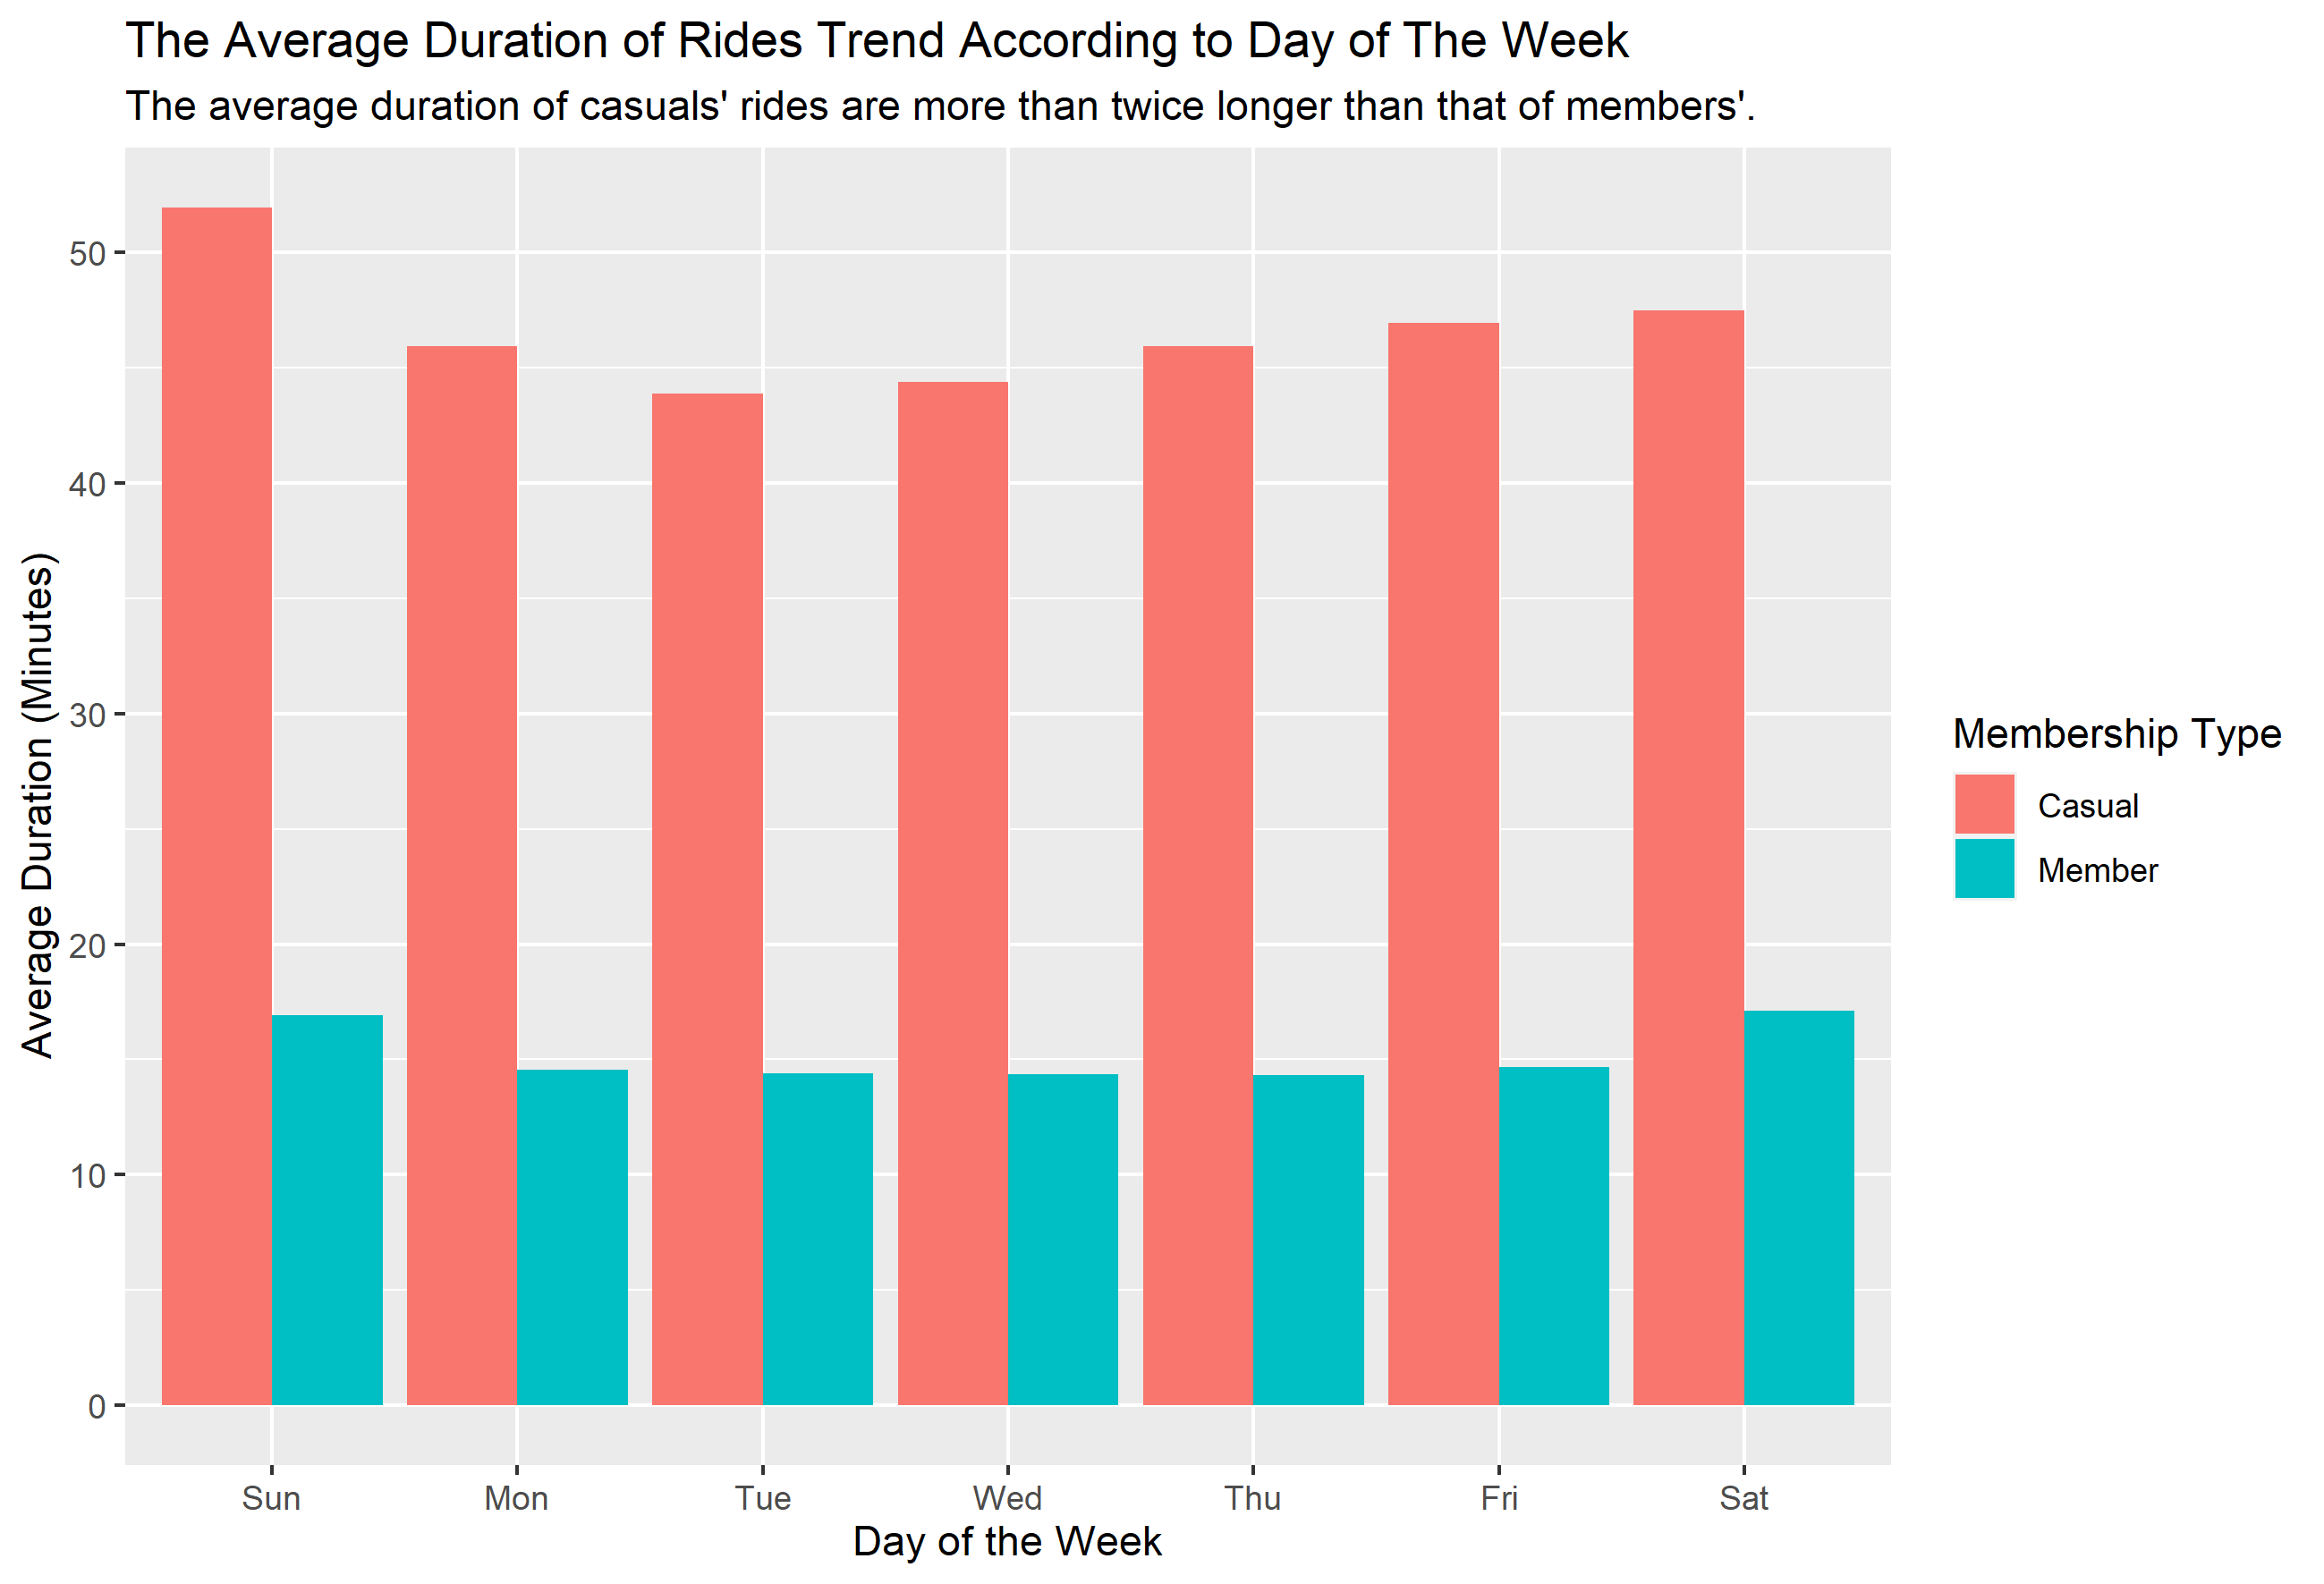 The Average Duration of Rides Trend According to Day of The Week
The average duration of casuals' rides are more than twice longer than that of members'.
Average Duration (Minutes)
50
40
30
20
10
0
Sun Mon Tue Wed Thu Fri Sat
Day of the Week
Membership Type
Casual
Member